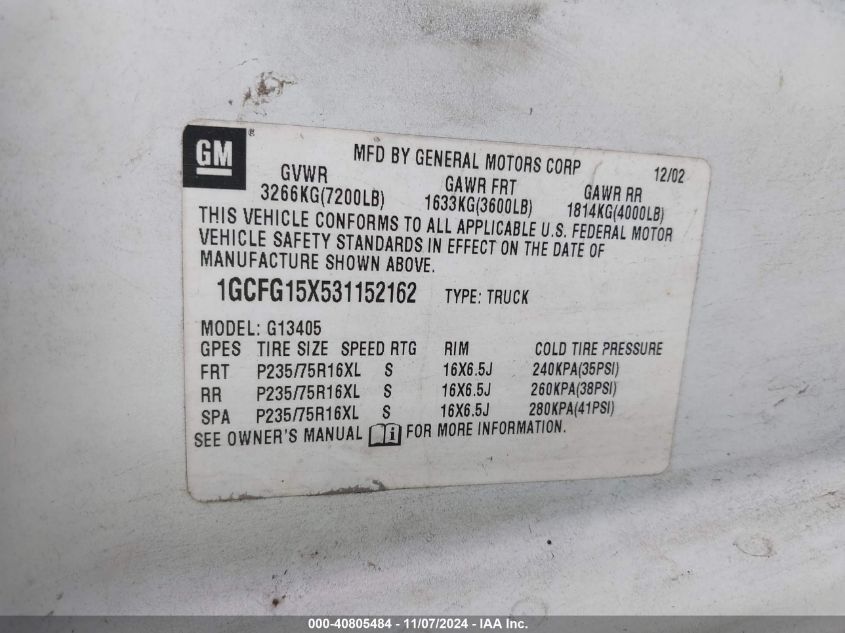 GM ®
MFD BY GENERAL MOTORS CORP 12/02
GVWR GAWR FRT GAWR RR
3266KG(7200LB) 1633KG(3600LB) 1814KG(4000LB)
THIS VEHICLE CONFORMS TO ALL APPLICABLE U.S. FEDERAL MOTOR
VEHICLE SAFETY STANDARDS IN EFFECT ON THE DATE OF
MANUFACTURE SHOWN ABOVE.
1GCFG15X531152162 TYPE: TRUCK
MODEL: G13405
GPES TIRE SIZE SPEED RTG RIM COLD TIRE PRESSURE
FRT P235/75R16XL S 16X6.5J 240KPA(35PSI)
RR P235/75R16XL S 16X6.5J 260KPA(38PSI)
SPA P235/75R16XL S 16X6.5J 280KPA(41PSI)
SEE OWNER'S MANUAL i FOR MORE INFORMATION.
000-40805484 - 11/07/2024 - IAA Inc.